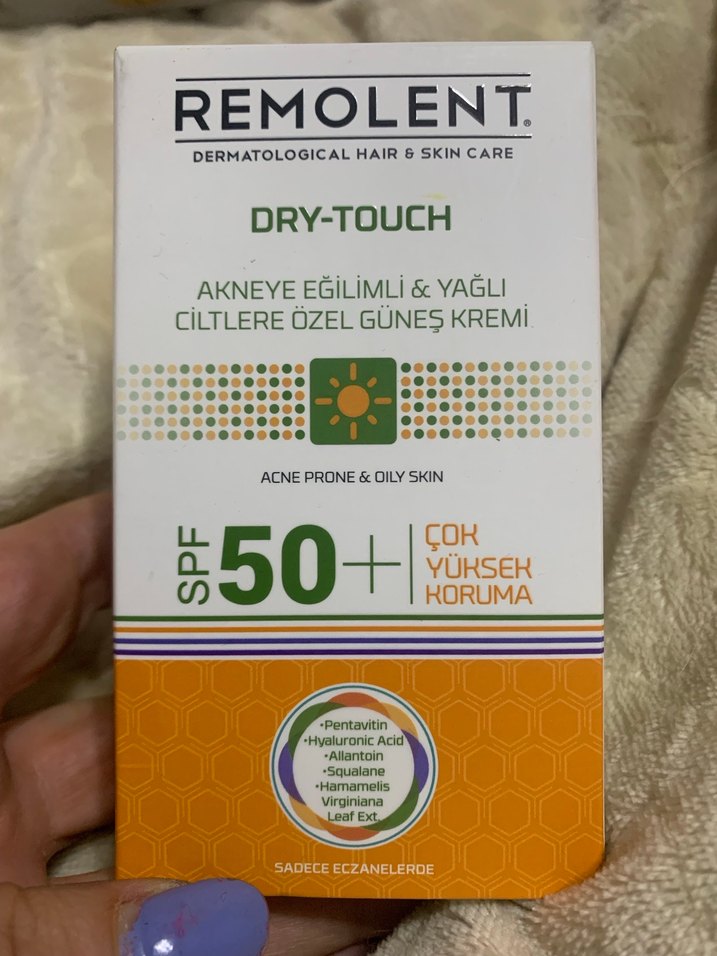 REMOLENT®
DERMATOLOGICAL HAIR & SKIN CARE
DRY-TOUCH
AKNEYE EĞİLİMLİ & YAĞLI
CİLTLERE ÖZEL GÜNEŞ KREMİ
ACNE PRONE & OILY SKIN
SPF 50+
ÇOK
YÜKSEK
KORUMA
•Pentavitin
•Hyaluronic Acid
•Allantoin
•Squalane
•Hamamelis
Virginiana
Leaf Ext.
SADECE ECZANELERDE